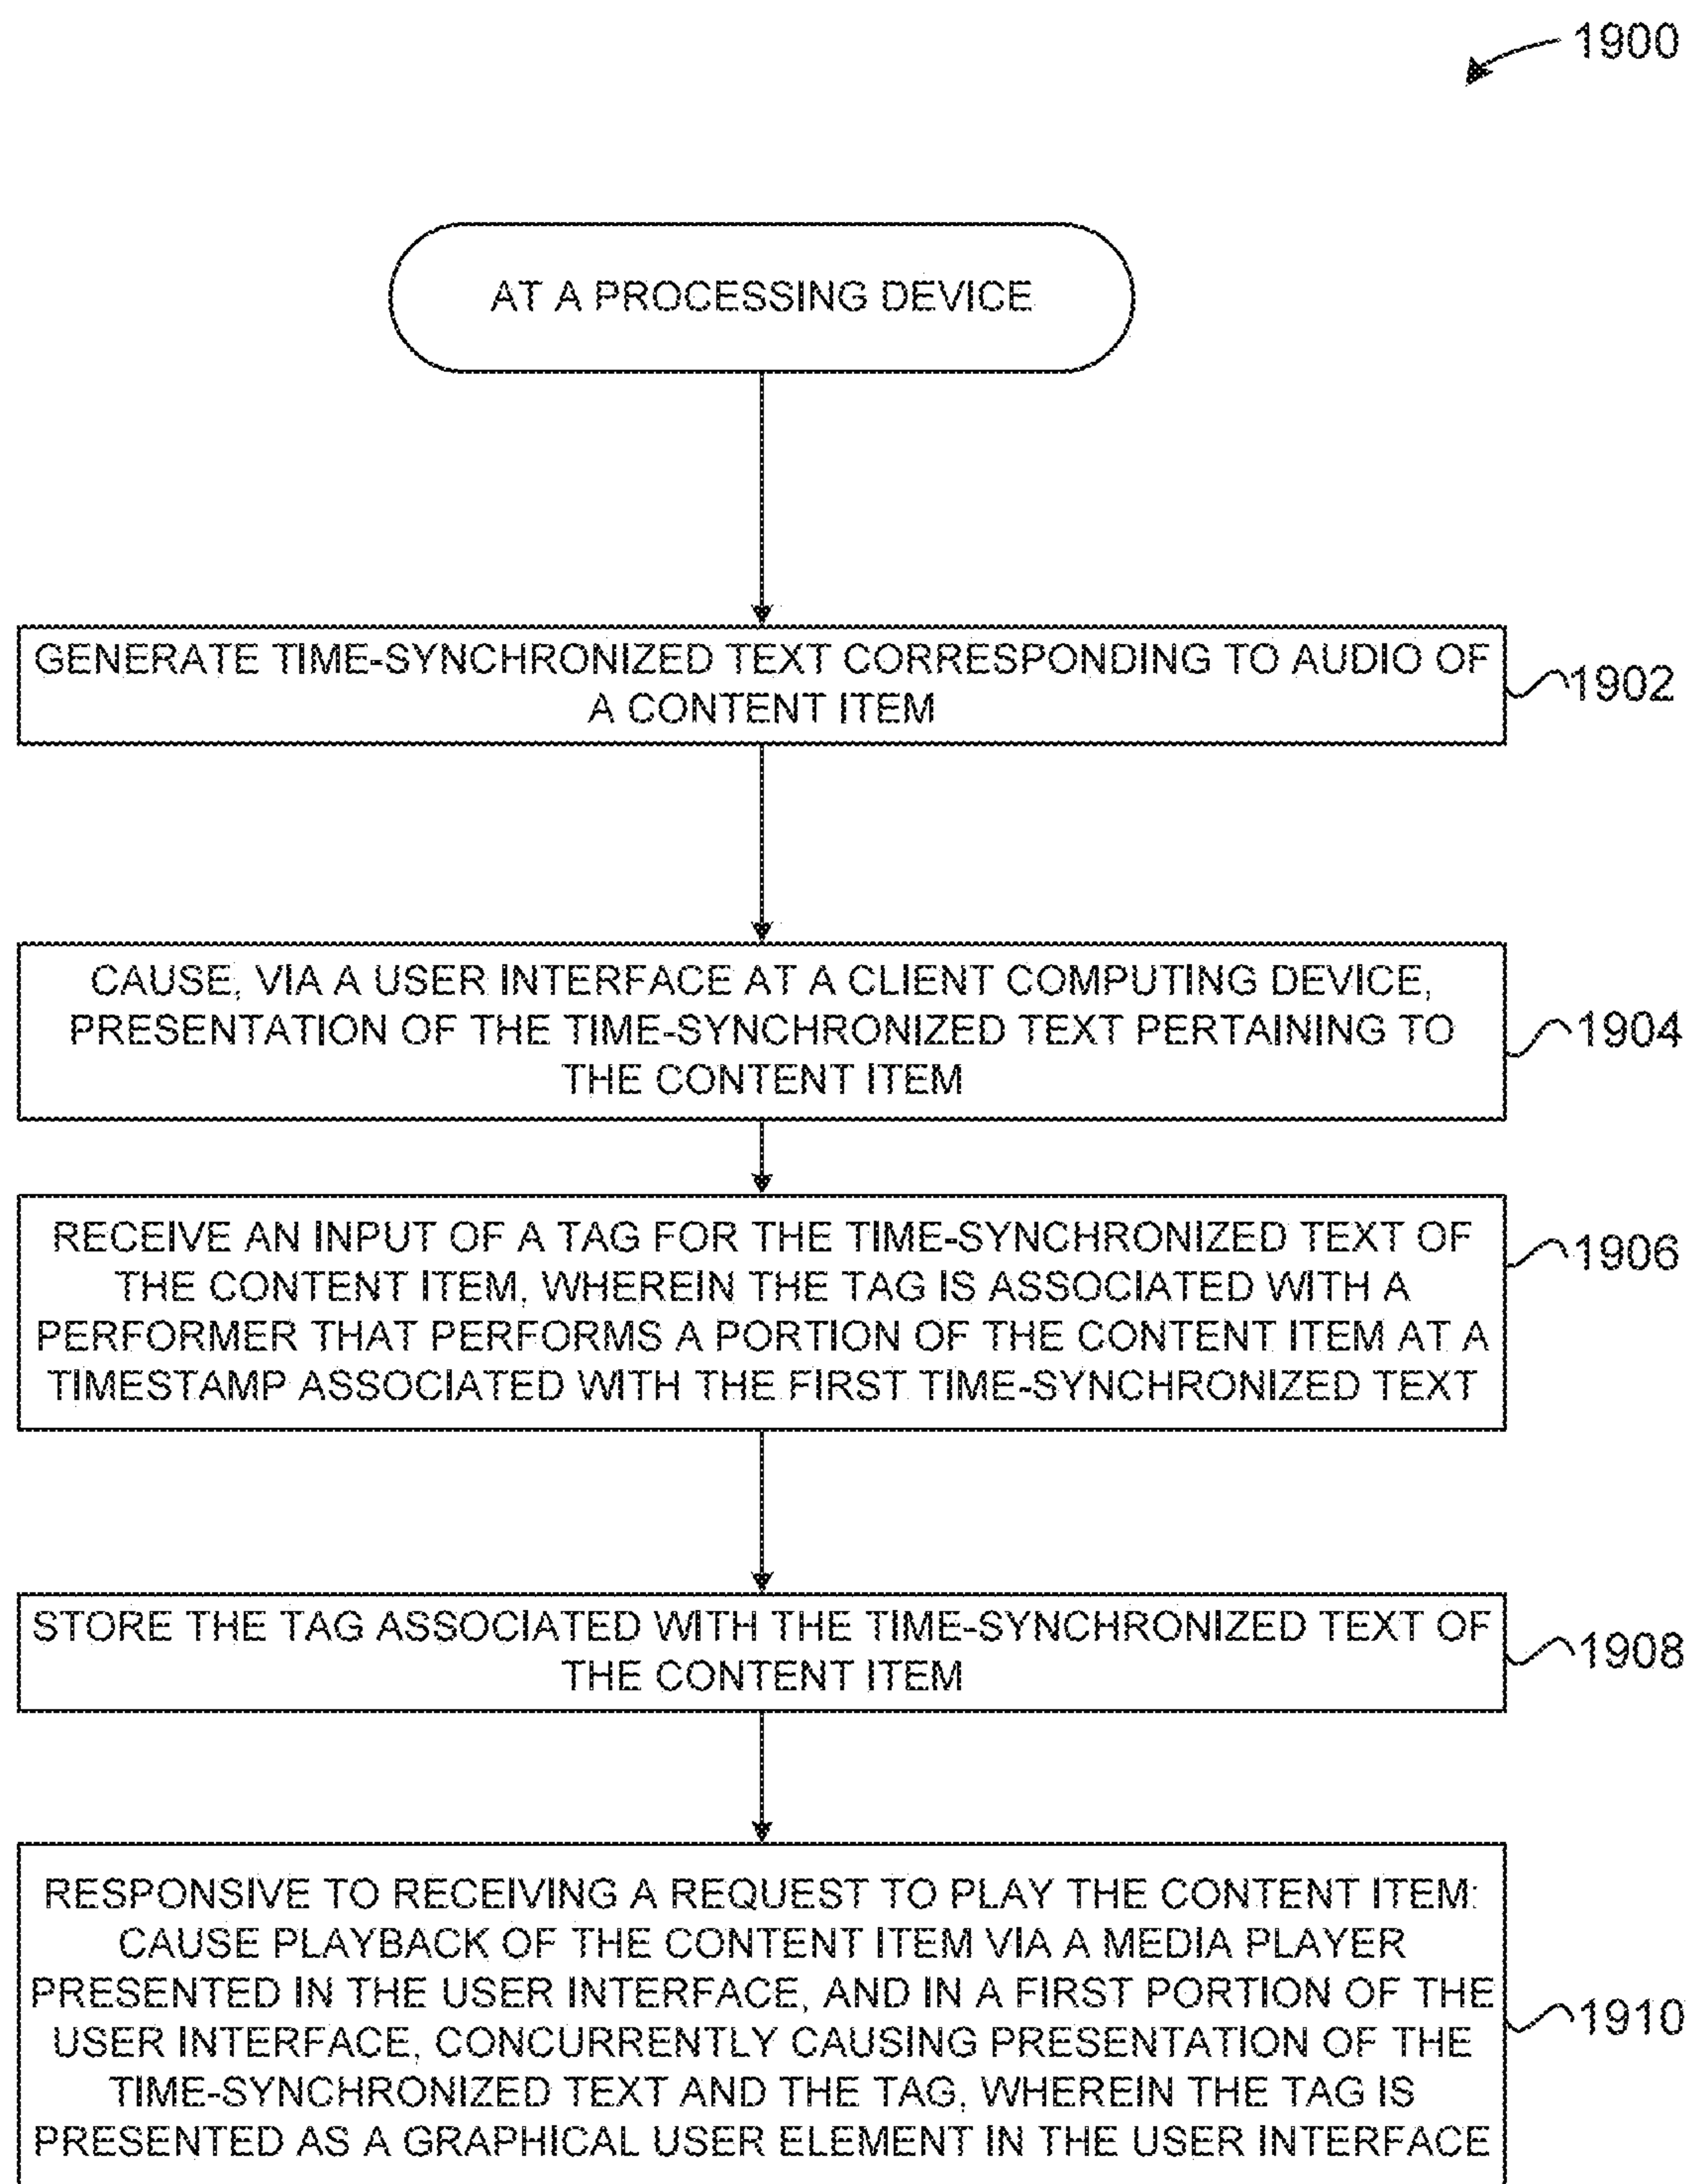 1900
AT A PROCESSING DEVICE
GENERATE TIME-SYNCHRONIZED TEXT CORRESPONDING TO AUDIO OF
A CONTENT ITEM
1902
CAUSE, VIA A USER INTERFACE AT A CLIENT COMPUTING DEVICE,
PRESENTATION OF THE TIME-SYNCHRONIZED TEXT PERTAINING TO
THE CONTENT ITEM
1904
RECEIVE AN INPUT OF A TAG FOR THE TIME-SYNCHRONIZED TEXT OF
THE CONTENT ITEM, WHEREIN THE TAG IS ASSOCIATED WITH A
PERFORMER THAT PERFORMS A PORTION OF THE CONTENT ITEM AT A
TIMESTAMP ASSOCIATED WITH THE FIRST TIME-SYNCHRONIZED TEXT
1906
STORE THE TAG ASSOCIATED WITH THE TIME-SYNCHRONIZED TEXT OF
THE CONTENT ITEM
1908
RESPONSIVE TO RECEIVING A REQUEST TO PLAY THE CONTENT ITEM:
CAUSE PLAYBACK OF THE CONTENT ITEM VIA A MEDIA PLAYER
PRESENTED IN THE USER INTERFACE, AND IN A FIRST PORTION OF THE
USER INTERFACE, CONCURRENTLY CAUSING PRESENTATION OF THE
TIME-SYNCHRONIZED TEXT AND THE TAG, WHEREIN THE TAG IS
PRESENTED AS A GRAPHICAL USER ELEMENT IN THE USER INTERFACE
1910